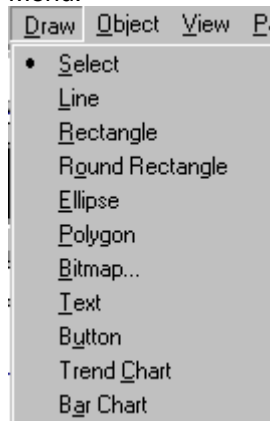 Draw Object View
• Select
Line
Rectangle
Round Rectangle
Ellipse
Polygon
Bitmap...
Text
Button
Trend Chart
Bar Chart